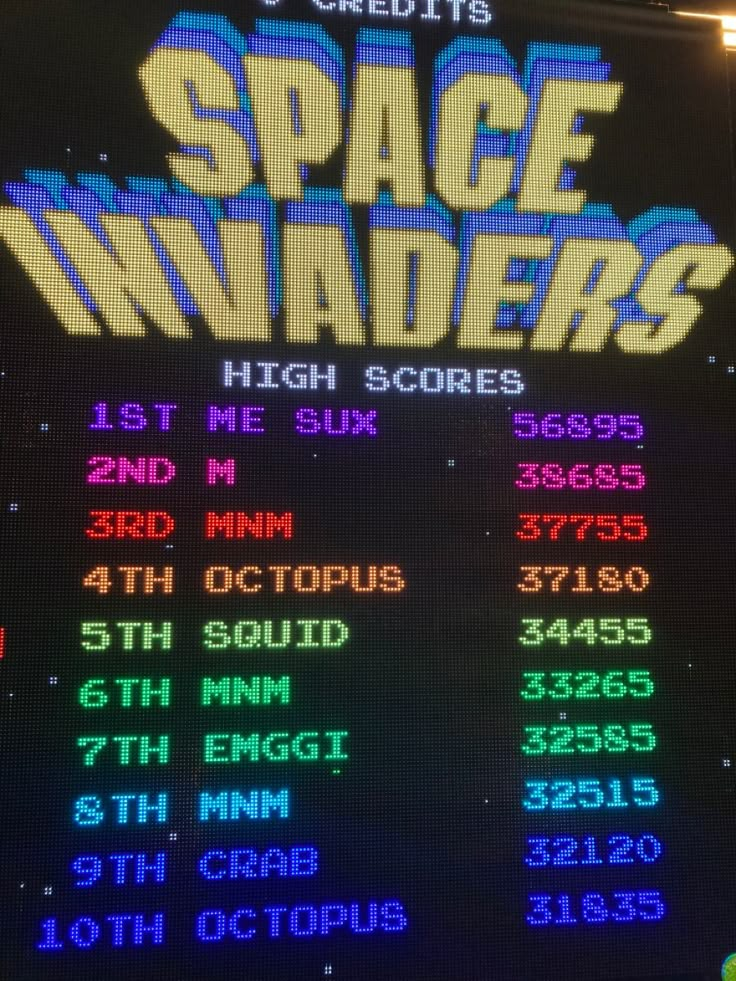 CREDITS
SPACE
INVADERS
HIGH SCORES
1ST ME SUX 56895
2ND M 38685
3RD MNM 37755
4TH OCTOPUS 37180
5TH SQUID 34455
6TH MNM 33265
7TH EMGGI 32585
8TH MNM 32515
9TH CRAB 32120
10TH OCTOPUS 31835